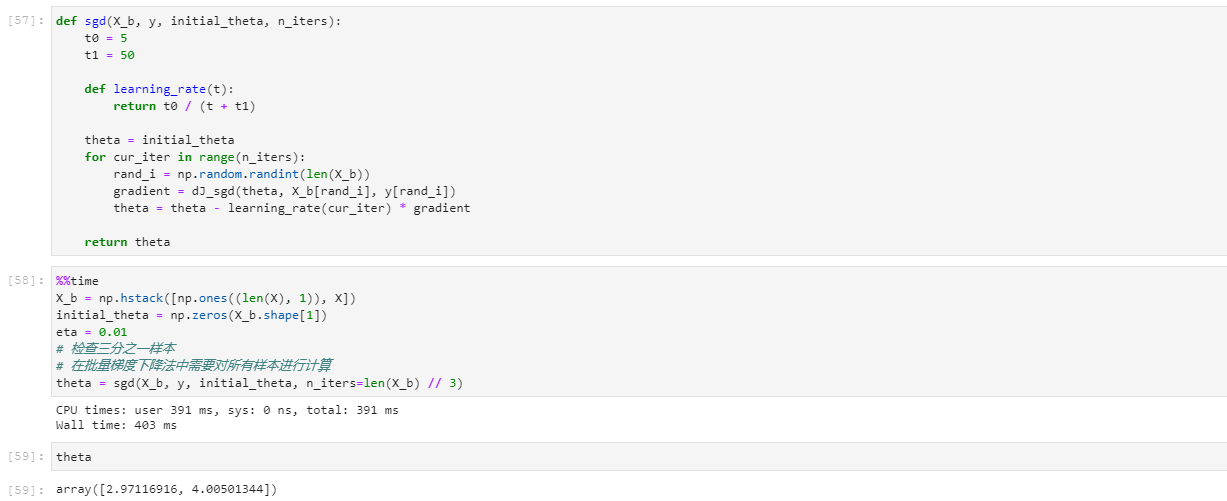 [57]: def sgd(X_b, y, initial_theta, n_iters):
    t0 = 5
    t1 = 50

    def learning_rate(t):
        return t0 / (t + t1)

    theta = initial_theta
    for cur_iter in range(n_iters):
        rand_i = np.random.randint(len(X_b))
        gradient = dJ_sgd(theta, X_b[rand_i], y[rand_i])
        theta = theta - learning_rate(cur_iter) * gradient

    return theta
[58]: %%time
X_b = np.hstack([np.ones((len(X), 1)), X])
initial_theta = np.zeros(X_b.shape[1])
eta = 0.01
# 检查三分之一样本
# 在批量梯度下降法中需要对所有样本进行计算
theta = sgd(X_b, y, initial_theta, n_iters=len(X_b) // 3)
CPU times: user 391 ms, sys: 0 ns, total: 391 ms
Wall time: 403 ms
[59]: theta
[59]: array([2.97116916, 4.00501344])